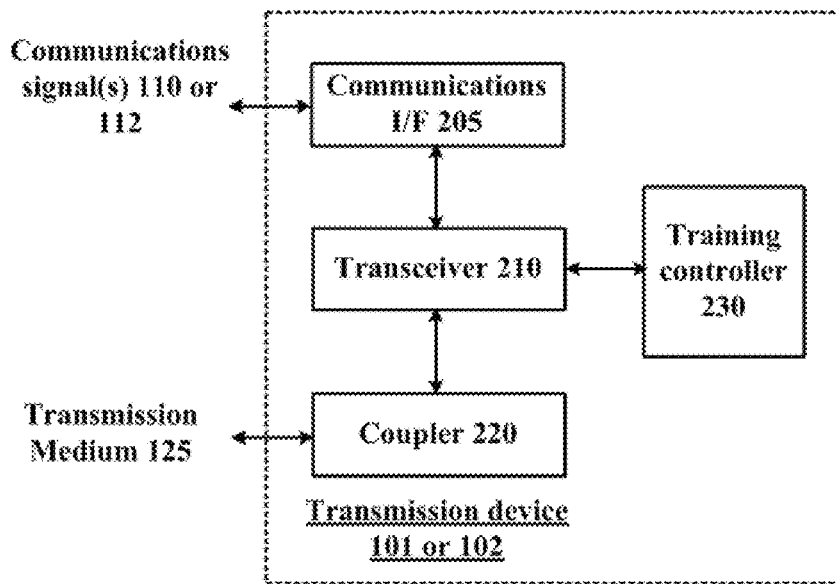 Communications
signal(s) 110 or
112
Communications
I/F 205
Transceiver 210
Training
controller
230
Transmission
Medium 125
Coupler 220
Transmission device
101 or 102